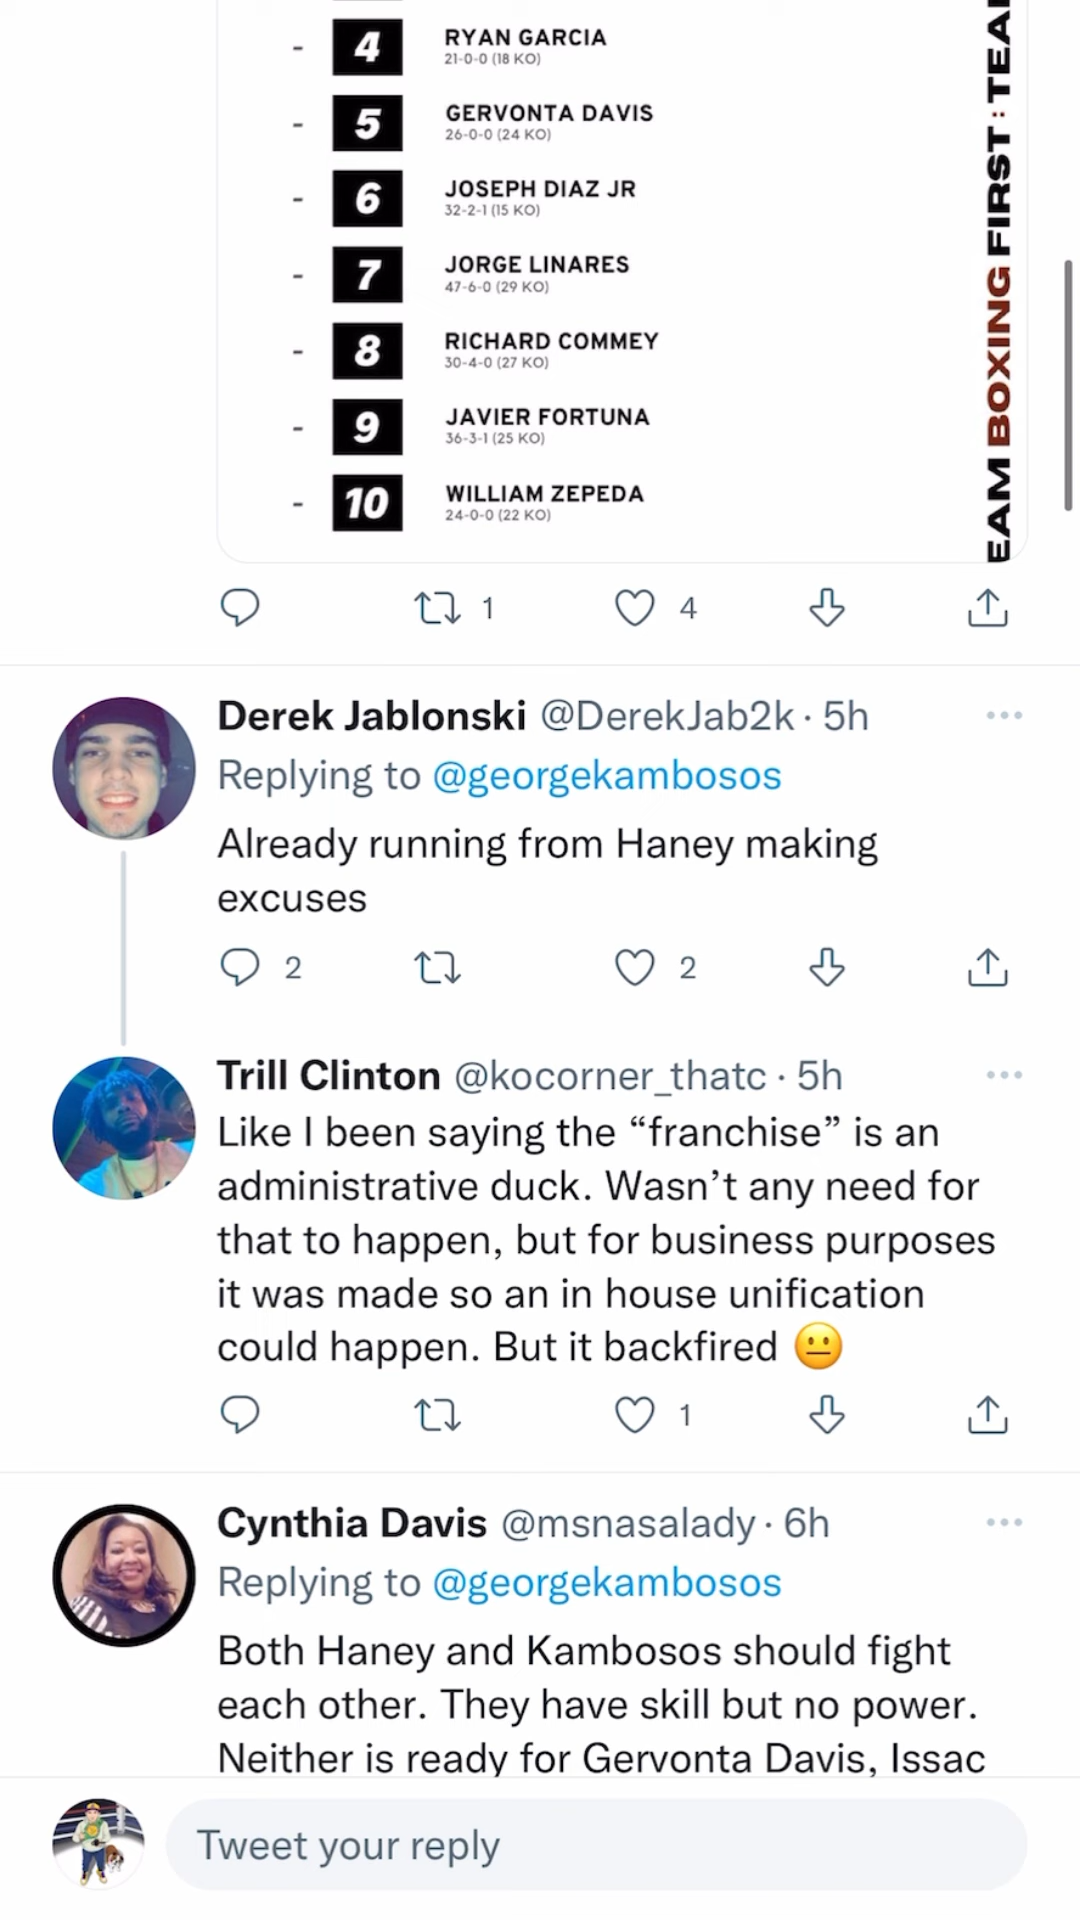 - 4 RYAN GARCIA
21-0-0 (18 KO)
- 5 GERVONTA DAVIS
26-0-0 (24 KO)
- 6 JOSEPH DIAZ JR
32-2-1 (15 KO)
- 7 JORGE LINARES
47-6-0 (29 KO)
- 8 RICHARD COMMEY
30-4-0 (27 KO)
- 9 JAVIER FORTUNA
36-3-1 (25 KO)
- 10 WILLIAM ZEPEDA
24-0-0 (22 KO)
EAM BOXING FIRST : TEA
1 4
Derek Jablonski @DerekJab2k · 5h
Replying to @georgekambosos
Already running from Haney making
excuses
2 2
Trill Clinton @kocorner_thatc · 5h
Like I been saying the “franchise” is an
administrative duck. Wasn’t any need for
that to happen, but for business purposes
it was made so an in house unification
could happen. But it backfired 😐
1
Cynthia Davis @msnasalady · 6h
Replying to @georgekambosos
Both Haney and Kambosos should fight
each other. They have skill but no power.
Neither is ready for Gervonta Davis, Issac
Tweet your reply